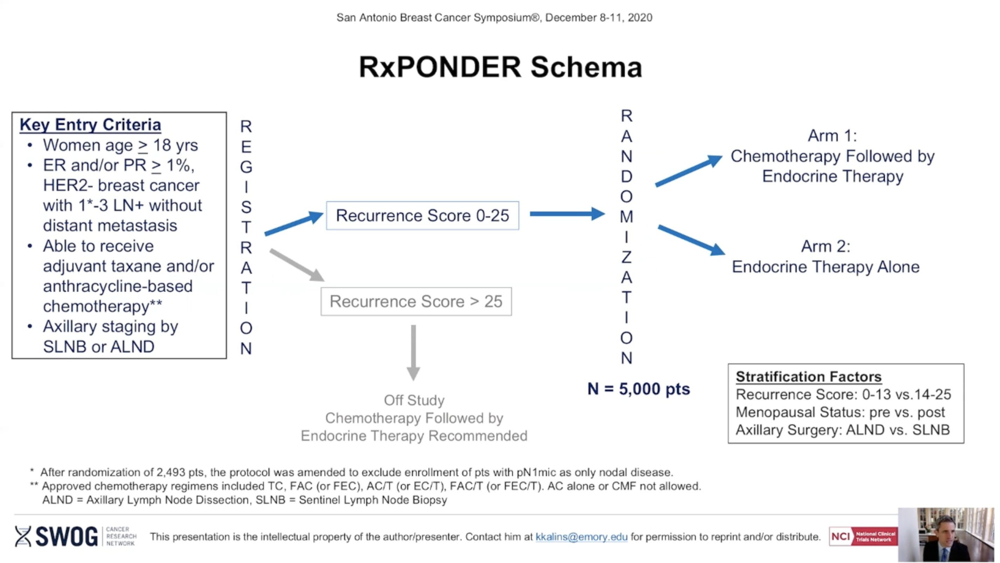 San Antonio Breast Cancer Symposium®, December 8-11, 2020
RxPONDER Schema
Key Entry Criteria
• Women age ≥ 18 yrs
• ER and/or PR ≥ 1%,
HER2- breast cancer
with 1*-3 LN+ without
distant metastasis
• Able to receive
adjuvant taxane and/or
anthracycline-based
chemotherapy**
• Axillary staging by
SLNB or ALND
REGISTRATION
Recurrence Score 0-25
Recurrence Score > 25
Off Study
Chemotherapy Followed by
Endocrine Therapy Recommended
RANDOMIZATION
N = 5,000 pts
Arm 1:
Chemotherapy Followed by
Endocrine Therapy
Arm 2:
Endocrine Therapy Alone
Stratification Factors
Recurrence Score: 0-13 vs.14-25
Menopausal Status: pre vs. post
Axillary Surgery: ALND vs. SLNB
* After randomization of 2,493 pts, the protocol was amended to exclude enrollment of pts with pN1mic as only nodal disease.
** Approved chemotherapy regimens included TC, FAC (or FEC), AC/T (or EC/T), FAC/T (or FEC/T). AC alone or CMF not allowed.
ALND = Axillary Lymph Node Dissection, SLNB = Sentinel Lymph Node Biopsy
SWOG
CANCER
RESEARCH
NETWORK
This presentation is the intellectual property of the author/presenter. Contact him at kkalins@emory.edu for permission to reprint and/or distribute.
NCI
National Clinical
Trials Network